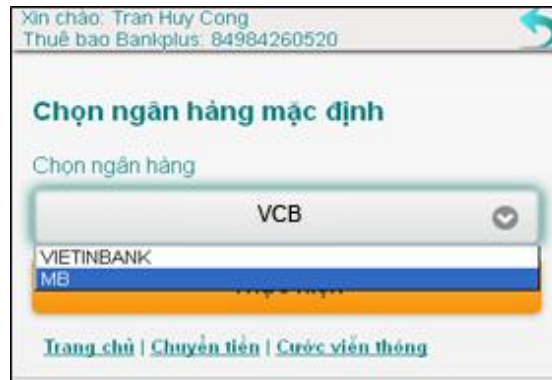 Xin chào: Tran Huy Cong
Thuê bao Bankplus: 84984260520
Chọn ngân hàng mặc định
Chọn ngân hàng
VCB
VIETINBANK
MB
Trang chủ | Chuyển tiền | Cước viễn thông